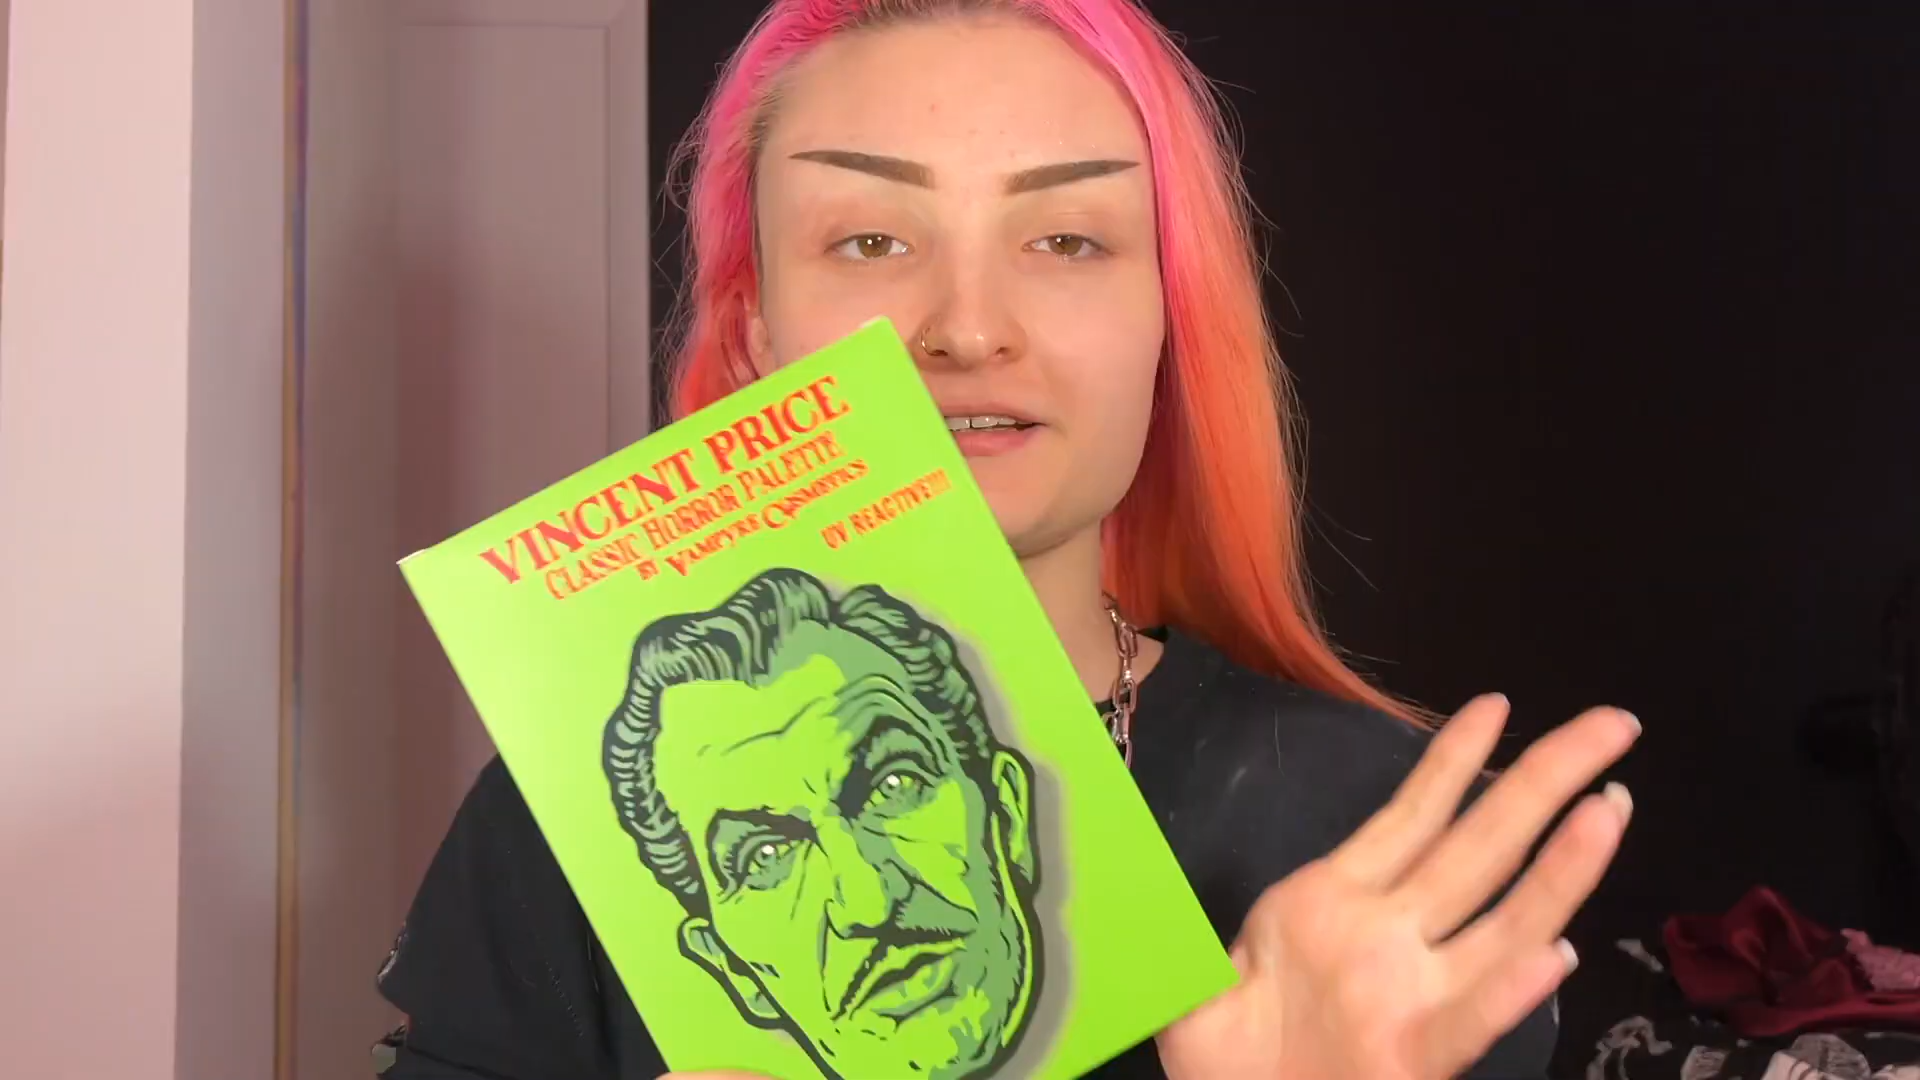 VINCENT PRICE
CLASSIC HORROR PALETTE
BY VAMPYRE COSMETICS
UV REACTIVE!!!